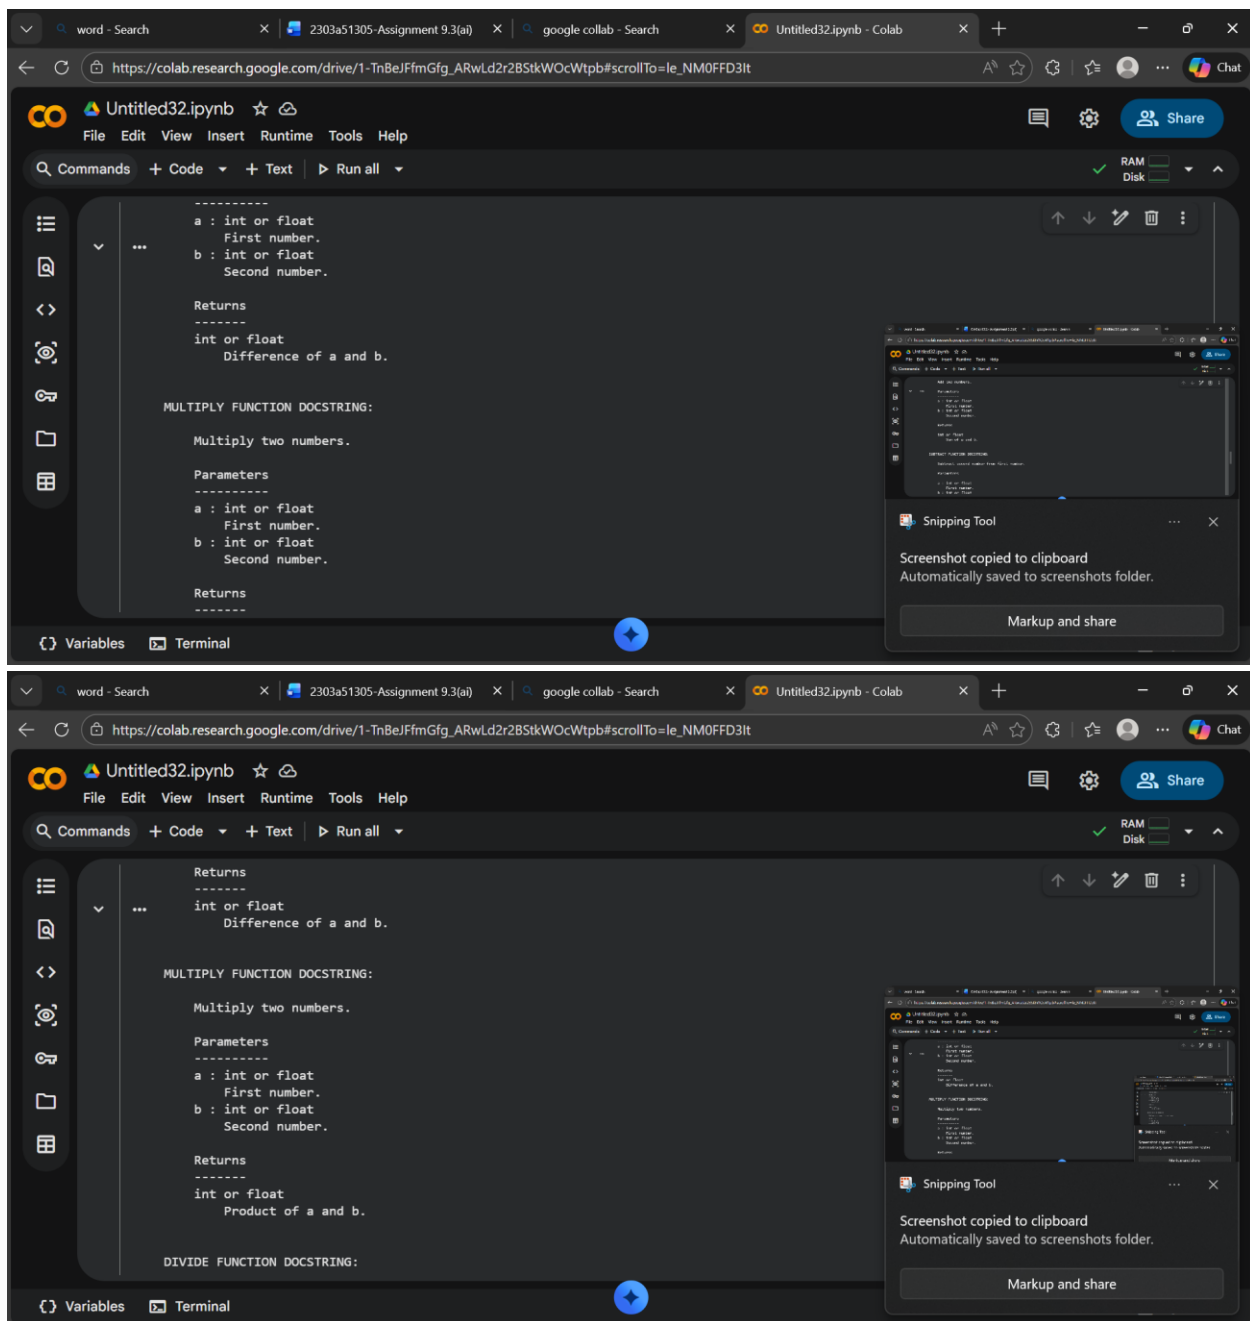 word - Search
2303a51305-Assignment 9.3(ai)
google collab - Search
Untitled32.ipynb - Colab
https://colab.research.google.com/drive/1-TnBeJFfmGfg_ARwLd2r2BStkWOcWtpb#scrollTo=le_NM0FFD3It
Chat
Untitled32.ipynb
File Edit View Insert Runtime Tools Help
Share
Commands + Code + Text Run all
RAM
Disk
----------
a : int or float
First number.
b : int or float
Second number.
Returns
-------
int or float
Difference of a and b.
MULTIPLY FUNCTION DOCSTRING:
Multiply two numbers.
Parameters
----------
a : int or float
First number.
b : int or float
Second number.
Returns
-------
Snipping Tool
Screenshot copied to clipboard
Automatically saved to screenshots folder.
Markup and share
{} Variables Terminal
word - Search
2303a51305-Assignment 9.3(ai)
google collab - Search
Untitled32.ipynb - Colab
https://colab.research.google.com/drive/1-TnBeJFfmGfg_ARwLd2r2BStkWOcWtpb#scrollTo=le_NM0FFD3It
Chat
Untitled32.ipynb
File Edit View Insert Runtime Tools Help
Share
Commands + Code + Text Run all
RAM
Disk
Returns
-------
int or float
Difference of a and b.
MULTIPLY FUNCTION DOCSTRING:
Multiply two numbers.
Parameters
----------
a : int or float
First number.
b : int or float
Second number.
Returns
-------
int or float
Product of a and b.
DIVIDE FUNCTION DOCSTRING:
Snipping Tool
Screenshot copied to clipboard
Automatically saved to screenshots folder.
Markup and share
{} Variables Terminal